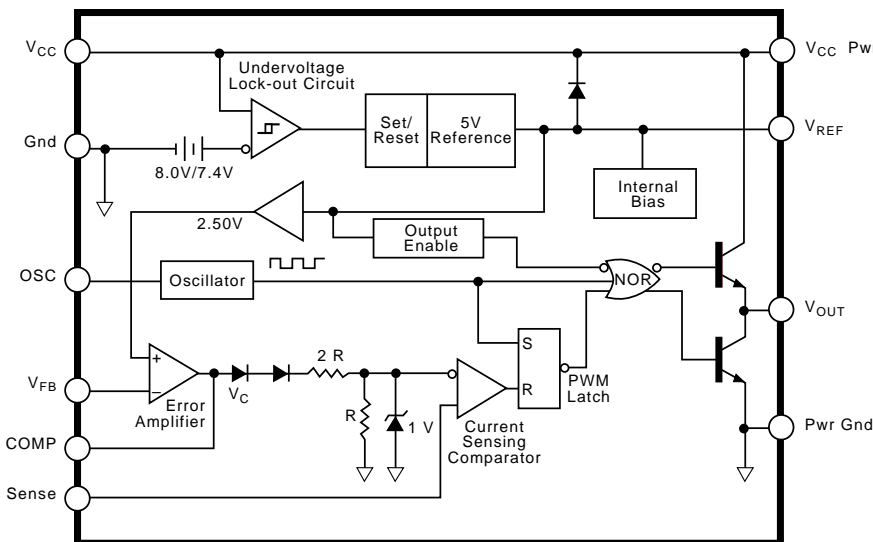 VCC
VCC Pw
Undervoltage
Lock-out Circuit
Set/
Reset
5V
Reference
VREF
Gnd
8.0V/7.4V
Internal
Bias
2.50V
Output
Enable
OSC
Oscillator
NOR
VOUT
S
R
PWM
Latch
+
–
2 R
VC
VFB
Error
Amplifier
R
1 V
Current
Sensing
Comparator
COMP
Pwr Gnd
Sense